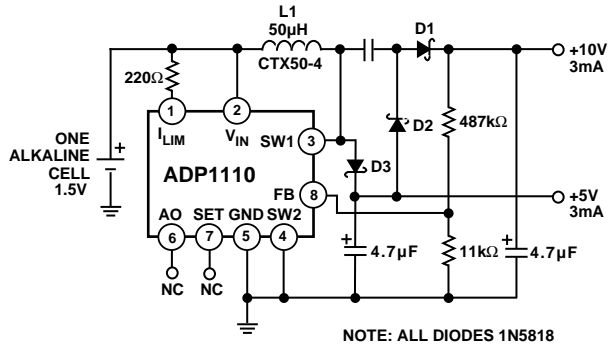 L1
50µH
CTX50-4
D1
+10V
3mA
220Ω
1
I LIM
2
V IN
SW1
3
D2
487kΩ
ONE
ALKALINE
CELL
1.5V
+
ADP1110
D3
FB
8
+5V
3mA
AO
SET
GND
SW2
6
7
5
4
+
4.7µF
11kΩ
+
4.7µF
NC
NC
NOTE: ALL DIODES 1N5818